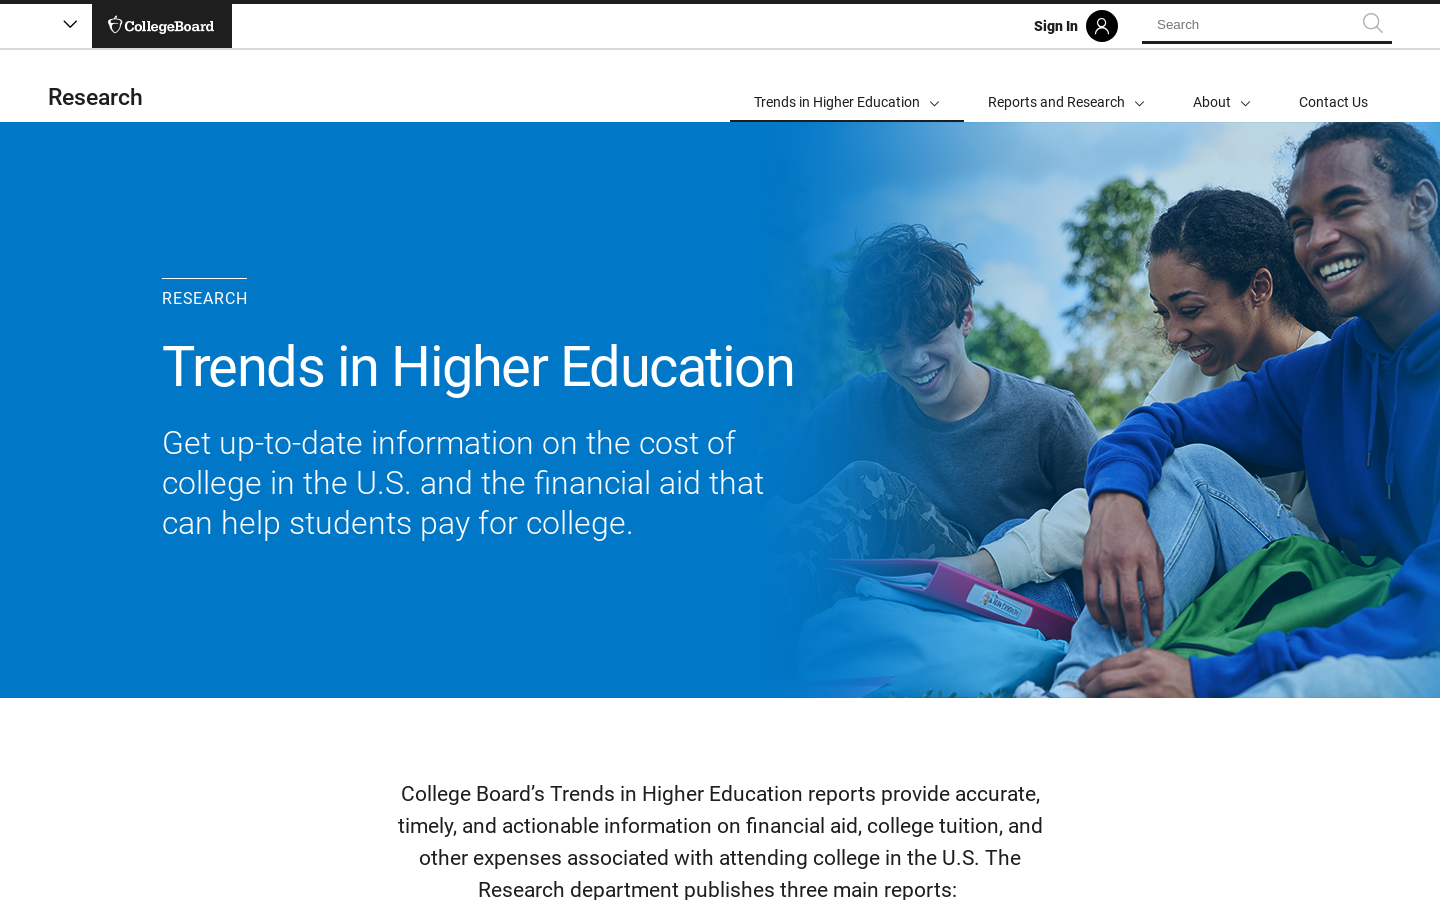 CollegeBoard
Sign In
Search
Research
Trends in Higher Education
Reports and Research
About
Contact Us
RESEARCH
Trends in Higher Education
Get up-to-date information on the cost of
college in the U.S. and the financial aid that
can help students pay for college.
College Board’s Trends in Higher Education reports provide accurate,
timely, and actionable information on financial aid, college tuition, and
other expenses associated with attending college in the U.S. The
Research department publishes three main reports: